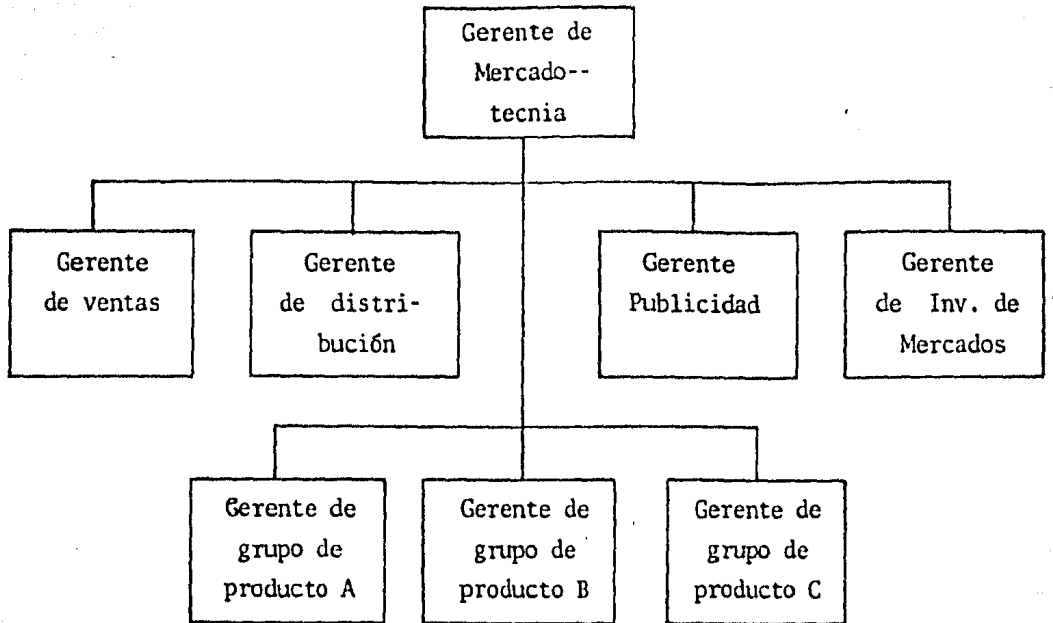 Gerente de
Mercado--
tecnia
Gerente
de ventas
Gerente
de distri-
bución
Gerente
Publicidad
Gerente
de Inv. de
Mercados
Gerente de
grupo de
producto A
Gerente de
grupo de
producto B
Gerente de
grupo de
producto C